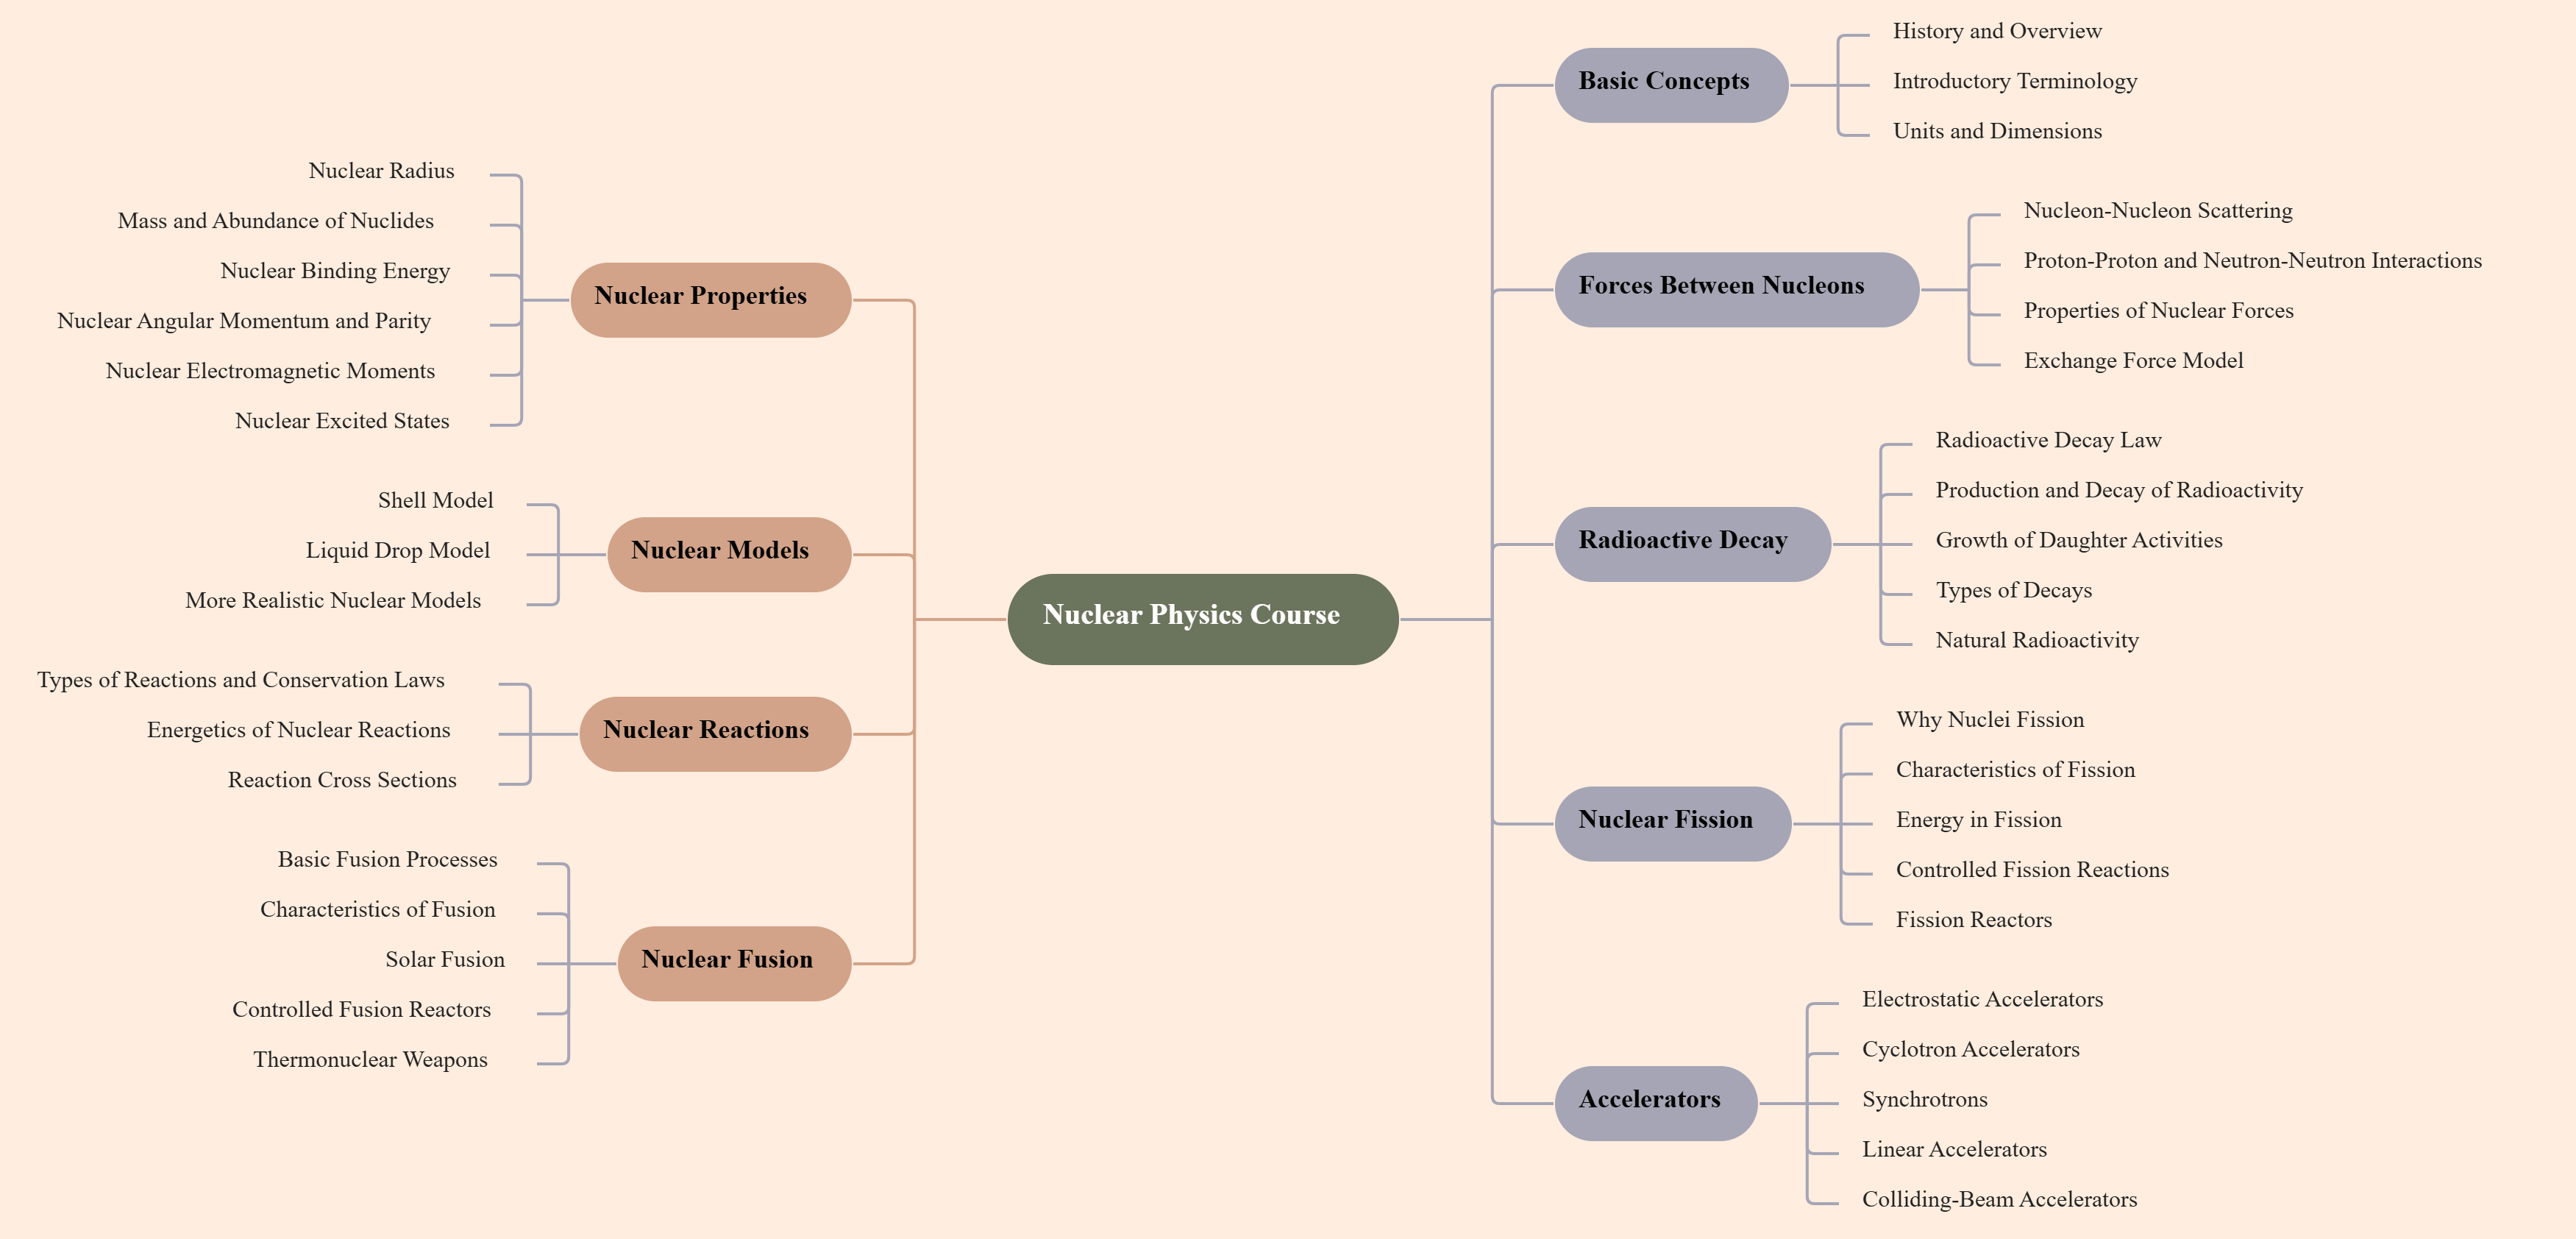 Nuclear Physics Course
Nuclear Properties
Nuclear Radius
Mass and Abundance of Nuclides
Nuclear Binding Energy
Nuclear Angular Momentum and Parity
Nuclear Electromagnetic Moments
Nuclear Excited States
Nuclear Models
Shell Model
Liquid Drop Model
More Realistic Nuclear Models
Nuclear Reactions
Types of Reactions and Conservation Laws
Energetics of Nuclear Reactions
Reaction Cross Sections
Nuclear Fusion
Basic Fusion Processes
Characteristics of Fusion
Solar Fusion
Controlled Fusion Reactors
Thermonuclear Weapons
Basic Concepts
History and Overview
Introductory Terminology
Units and Dimensions
Forces Between Nucleons
Nucleon-Nucleon Scattering
Proton-Proton and Neutron-Neutron Interactions
Properties of Nuclear Forces
Exchange Force Model
Radioactive Decay
Radioactive Decay Law
Production and Decay of Radioactivity
Growth of Daughter Activities
Types of Decays
Natural Radioactivity
Nuclear Fission
Why Nuclei Fission
Characteristics of Fission
Energy in Fission
Controlled Fission Reactions
Fission Reactors
Accelerators
Electrostatic Accelerators
Cyclotron Accelerators
Synchrotrons
Linear Accelerators
Colliding-Beam Accelerators